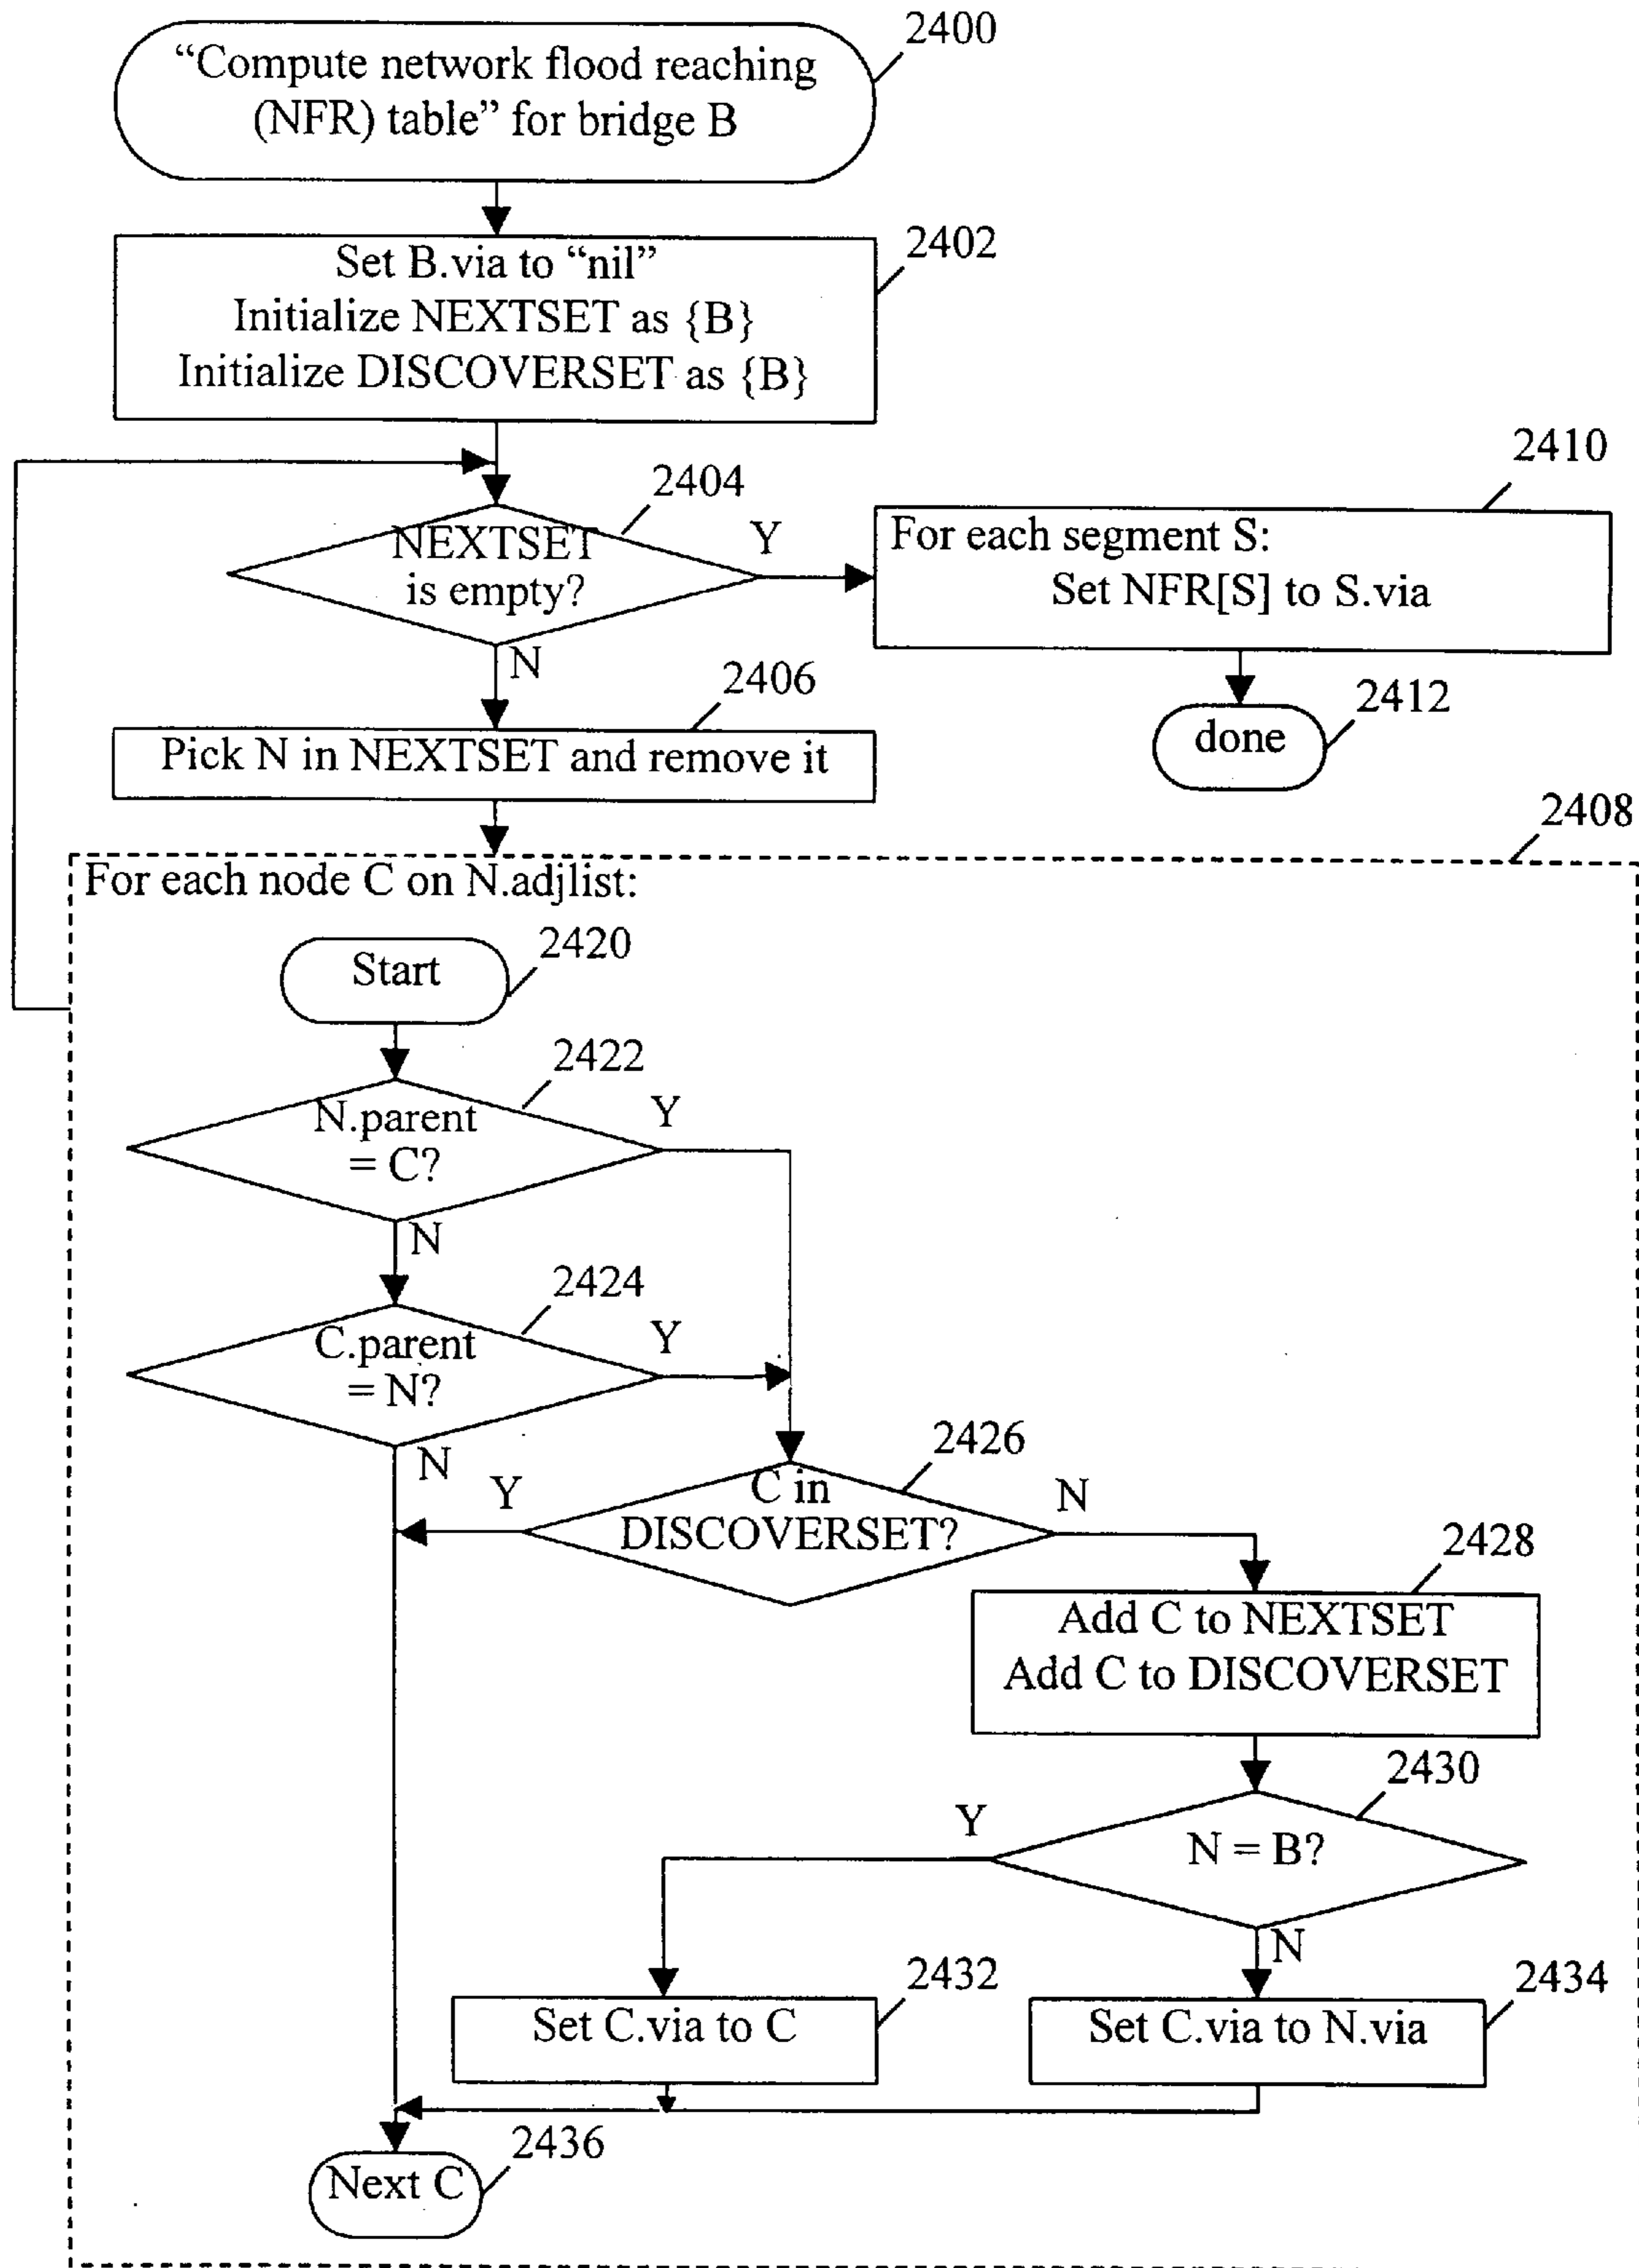 2400
“Compute network flood reaching
(NFR) table” for bridge B
2402
Set B.via to “nil”
Initialize NEXTSET as {B}
Initialize DISCOVERSET as {B}
2404
NEXTSET
is empty?
Y
N
2410
For each segment S:
Set NFR[S] to S.via
2412
done
2406
Pick N in NEXTSET and remove it
2408
For each node C on N.adjlist:
2420
Start
2422
N.parent
= C?
Y
N
2424
C.parent
= N?
Y
N
2426
C in
DISCOVERSET?
Y
N
2428
Add C to NEXTSET
Add C to DISCOVERSET
2430
N = B?
Y
N
2432
Set C.via to C
2434
Set C.via to N.via
2436
Next C